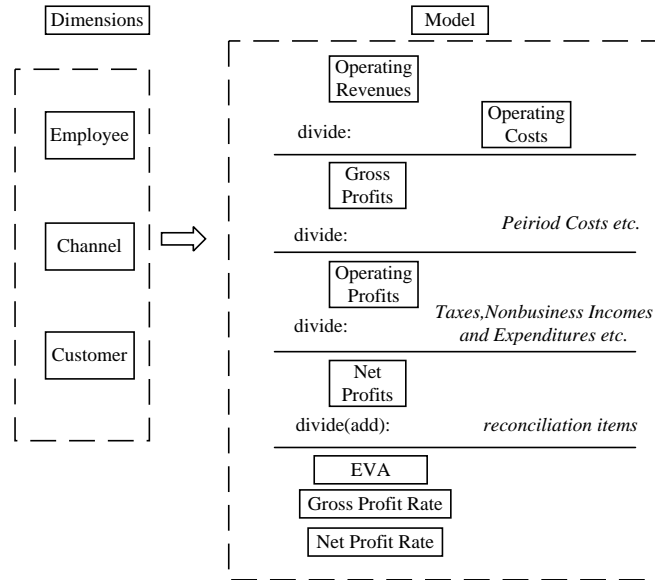 Dimensions
Model
Employee
Channel
Customer
Operating
Revenues
divide:
Operating
Costs
Gross
Profits
divide:
Peiriod Costs etc.
Operating
Profits
divide:
Taxes,Nonbusiness Incomes
and Expenditures etc.
Net
Profits
divide(add):
reconciliation items
EVA
Gross Profit Rate
Net Profit Rate